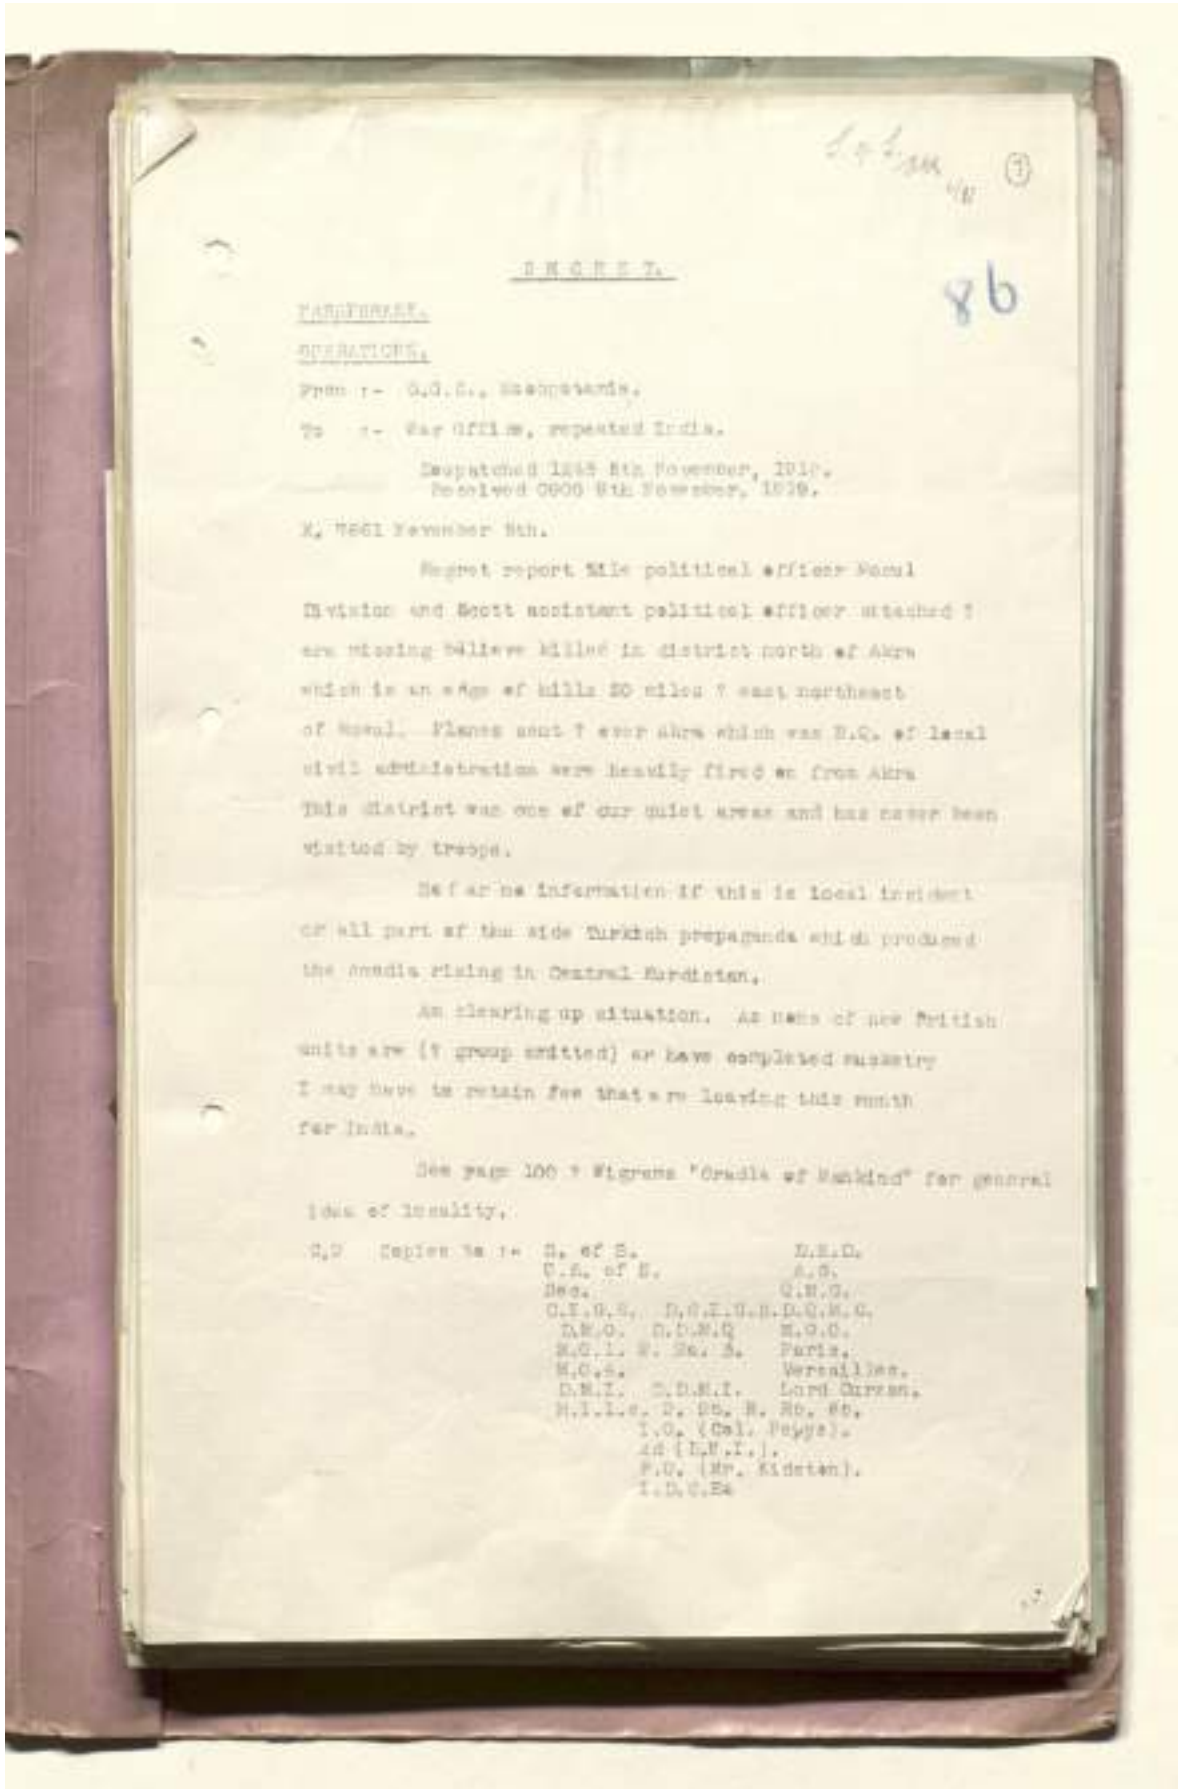 SECRET.
86
PARAPHRASE.
OPERATIONS.
From :- G.O.C., Mesopotamia.
To :- War Office, repeated India.
Despatched 5th November, 1919.
Received 0900 November, 1919.
X. 7661 November 5th.
Regret report political officer Mosul
Division and Scott assistant political officer attached ?
are missing believe killed in district north of Akra
which is on edge of hills 50 miles ? east northeast
of Mosul. Planes sent ? over Akra which was H.Q. of local
civil administration were heavily fired on from Akra
This district was one of our quiet areas and has never been
visited by troops.
So far no information if this is local incident
or all part of the wide Turkish propaganda which produced
the rising in Central Kurdistan.
Am clearing up situation. As none of new British
units are (? group omitted) or have completed musketry
I may have to retain few that are leaving this month
for India.
See page 100 ? Wigrams "Cradle of Mankind" for general
idea of locality.
C.2 Copies to :- S. of S. D.S.D.
C.A. of S. A.G.
Sec. Q.M.G.
C.I.G.S. D.C.I.G.S. D.Q.M.G.
D.M.O. D.D.M.O M.G.O.
M.O.1. Paris.
M.O.4. Versailles.
D.M.I. D.D.M.I. Lord Curzon.
M.I.1.c.
I.O. (Col. Pepys).
do (D.M.I.).
F.O. (Mr. Kidston).
I.D.C.E.